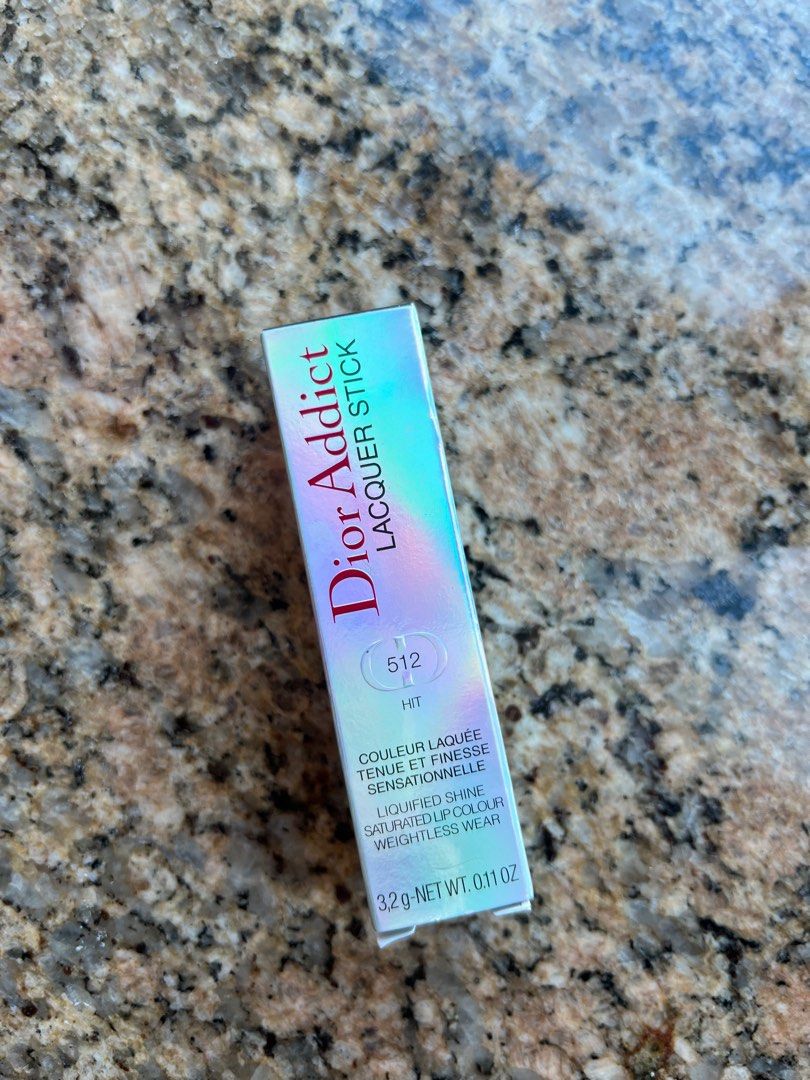 Dior Addict
LACQUER STICK
512
HIT
COULEUR LAQUÉE
TENUE ET FINESSE
SENSATIONNELLE
LIQUIFIED SHINE
SATURATED LIP COLOUR
WEIGHTLESS WEAR
3,2 g-NET WT. 0.11 OZ